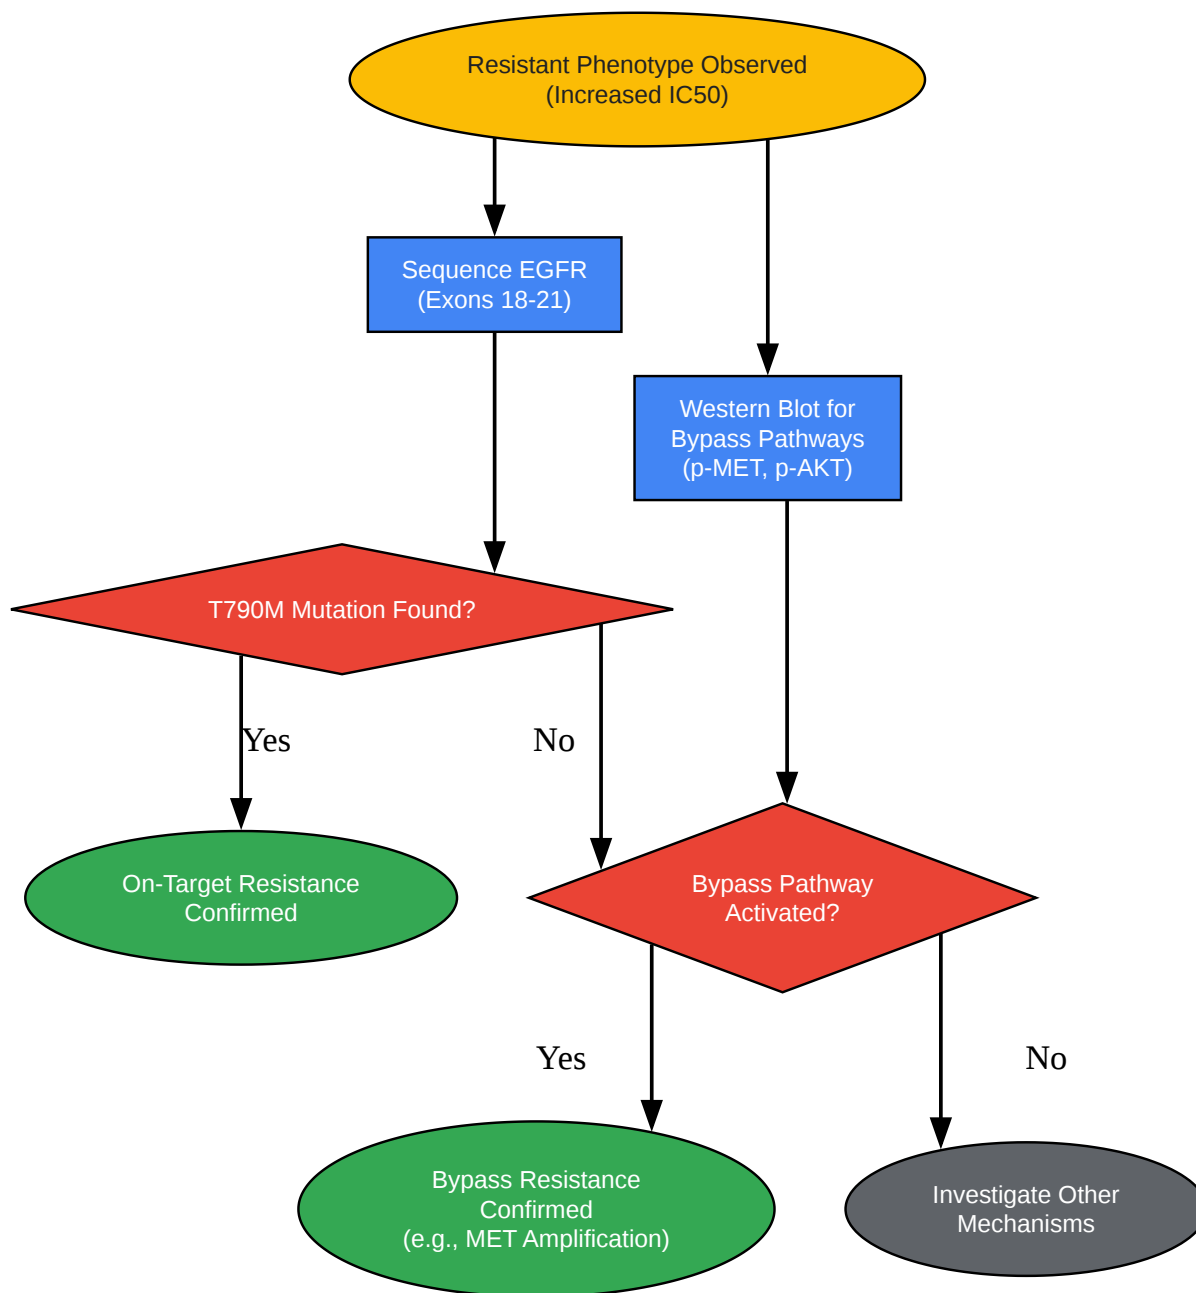 Resistant Phenotype Observed
(Increased IC50)
Sequence EGFR
(Exons 18-21)
Western Blot for
Bypass Pathways
(p-MET, p-AKT)
T790M Mutation Found?
Yes
No
On-Target Resistance
Confirmed
Bypass Pathway
Activated?
Yes
No
Bypass Resistance
Confirmed
(e.g., MET Amplification)
Investigate Other
Mechanisms